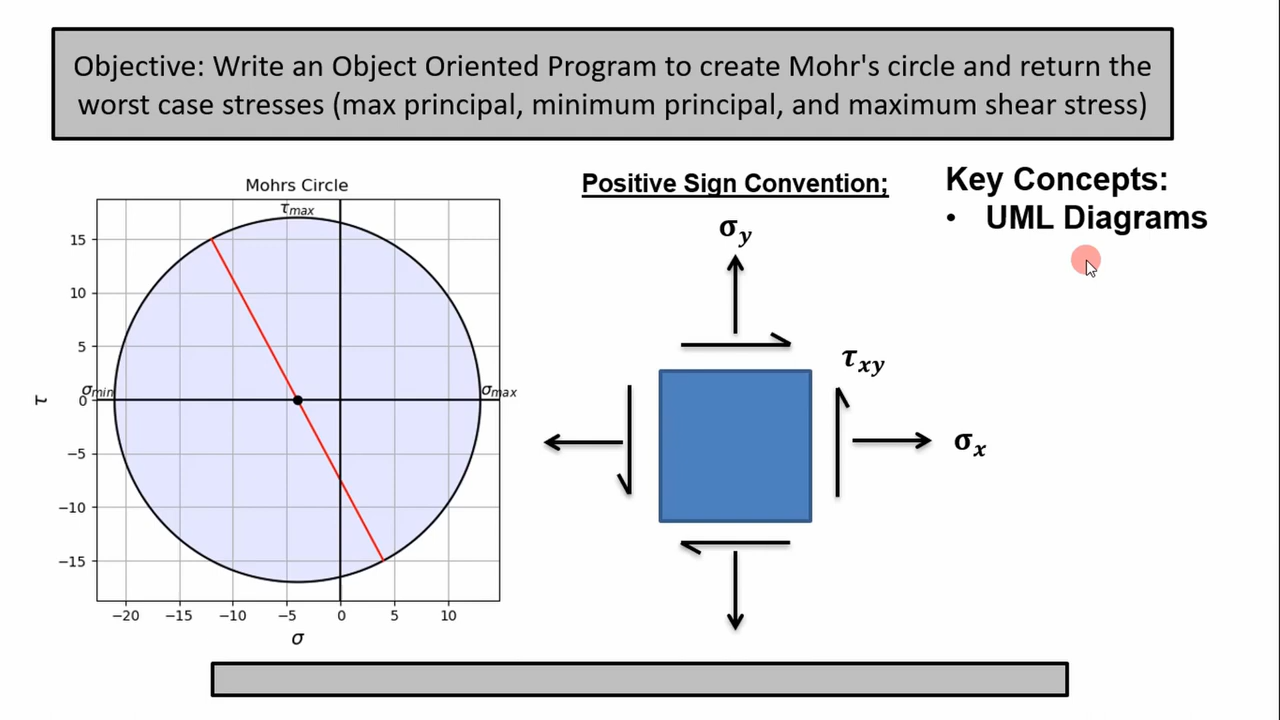 Objective: Write an Object Oriented Program to create Mohr's circle and return the
worst case stresses (max principal, minimum principal, and maximum shear stress)
Mohrs Circle
τmax
15
10
5
0
−5
−10
−15
σmin
σmax
τ
−20 −15 −10 −5 0 5 10
σ
Positive Sign Convention;
σy
τxy
σx
Key Concepts:
• UML Diagrams